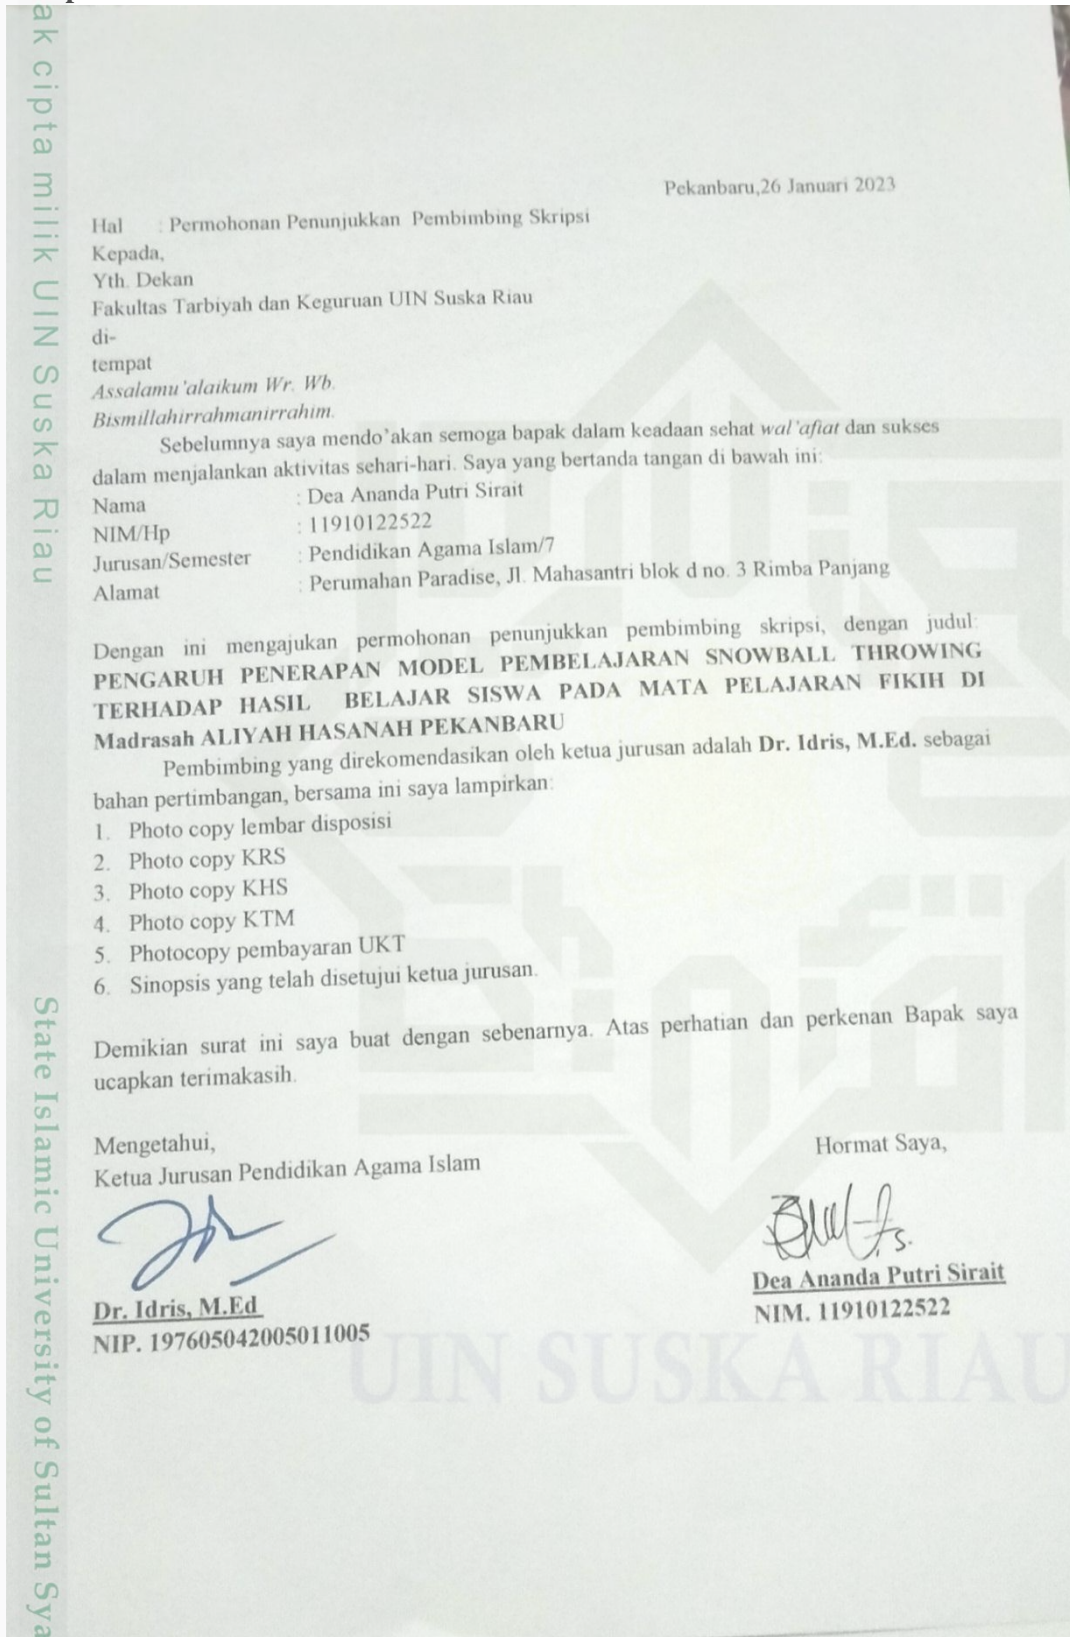 ak cipta milik UIN Suska Riau
State Islamic University of Sultan Sya
Pekanbaru,26 Januari 2023
Hal : Permohonan Penunjukkan Pembimbing Skripsi
Kepada,
Yth. Dekan
Fakultas Tarbiyah dan Keguruan UIN Suska Riau
di-
tempat
Assalamu'alaikum Wr. Wb.
Bismillahirrahmanirrahim.
Sebelumnya saya mendo'akan semoga bapak dalam keadaan sehat wal'afiat dan sukses
dalam menjalankan aktivitas sehari-hari. Saya yang bertanda tangan di bawah ini:
Nama : Dea Ananda Putri Sirait
NIM/Hp : 11910122522
Jurusan/Semester : Pendidikan Agama Islam/7
Alamat : Perumahan Paradise, Jl. Mahasantri blok d no. 3 Rimba Panjang
Dengan ini mengajukan permohonan penunjukkan pembimbing skripsi, dengan judul:
PENGARUH PENERAPAN MODEL PEMBELAJARAN SNOWBALL THROWING
TERHADAP HASIL BELAJAR SISWA PADA MATA PELAJARAN FIKIH DI
Madrasah ALIYAH HASANAH PEKANBARU
Pembimbing yang direkomendasikan oleh ketua jurusan adalah Dr. Idris, M.Ed. sebagai
bahan pertimbangan, bersama ini saya lampirkan:
1. Photo copy lembar disposisi
2. Photo copy KRS
3. Photo copy KHS
4. Photo copy KTM
5. Photocopy pembayaran UKT
6. Sinopsis yang telah disetujui ketua jurusan.
Demikian surat ini saya buat dengan sebenarnya. Atas perhatian dan perkenan Bapak saya
ucapkan terimakasih.
Mengetahui,
Ketua Jurusan Pendidikan Agama Islam
Dr. Idris, M.Ed
NIP. 197605042005011005
Hormat Saya,
Dea Ananda Putri Sirait
NIM. 11910122522
UIN SUSKA RIAU